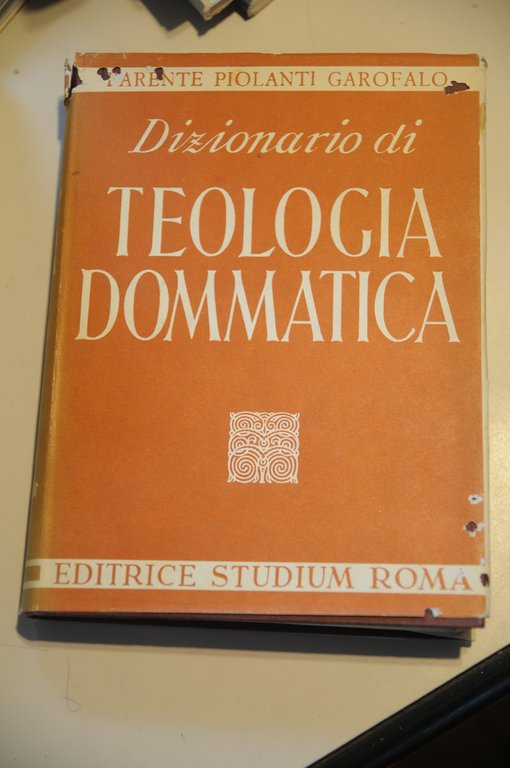 PARENTE PIOLANTI GAROFALO
Dizionario di
TEOLOGIA
DOMMATICA
EDITRICE STUDIUM ROMA